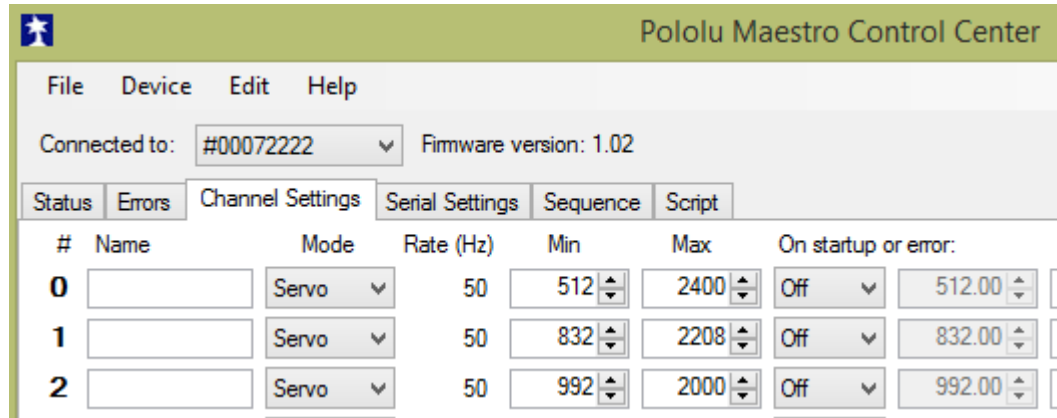 Pololu Maestro Control Center
File Device Edit Help
Connected to: #00072222 Firmware version: 1.02
Status Errors Channel Settings Serial Settings Sequence Script
# Name Mode Rate (Hz) Min Max On startup or error:
0 Servo 50 512 2400 Off 512.00
1 Servo 50 832 2208 Off 832.00
2 Servo 50 992 2000 Off 992.00